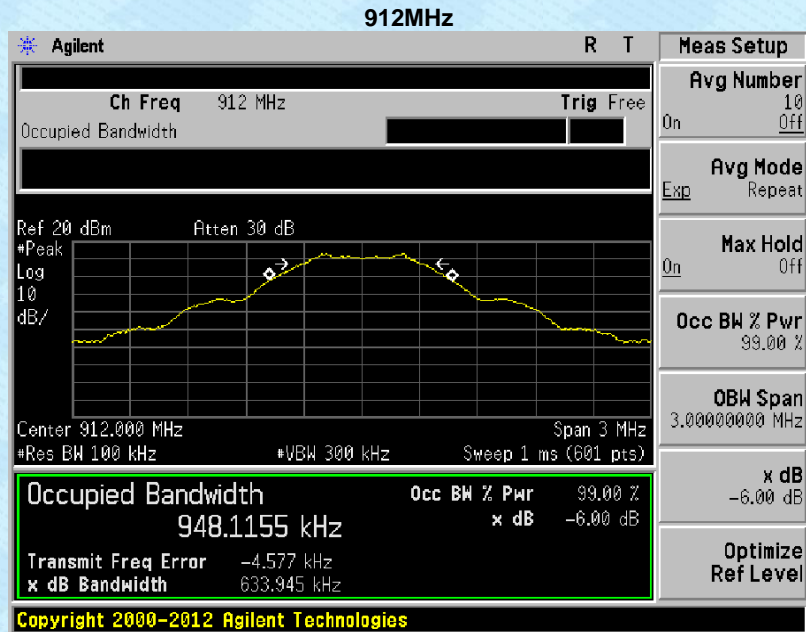 912MHz
Agilent R T Meas Setup
Ch Freq 912 MHz Trig Free
Occupied Bandwidth
Avg Number
10
On Off
Avg Mode
Exp Repeat
Max Hold
On Off
Occ BW % Pwr
99.00 %
OBW Span
3.00000000 MHz
x dB
-6.00 dB
Optimize
Ref Level
Ref 20 dBm Atten 30 dB
#Peak
Log
10
dB/
Center 912.000 MHz Span 3 MHz
#Res BW 100 kHz #VBW 300 kHz Sweep 1 ms (601 pts)
Occupied Bandwidth Occ BW % Pwr 99.00 %
948.1155 kHz x dB -6.00 dB
Transmit Freq Error -4.577 kHz
x dB Bandwidth 633.945 kHz
Copyright 2000-2012 Agilent Technologies